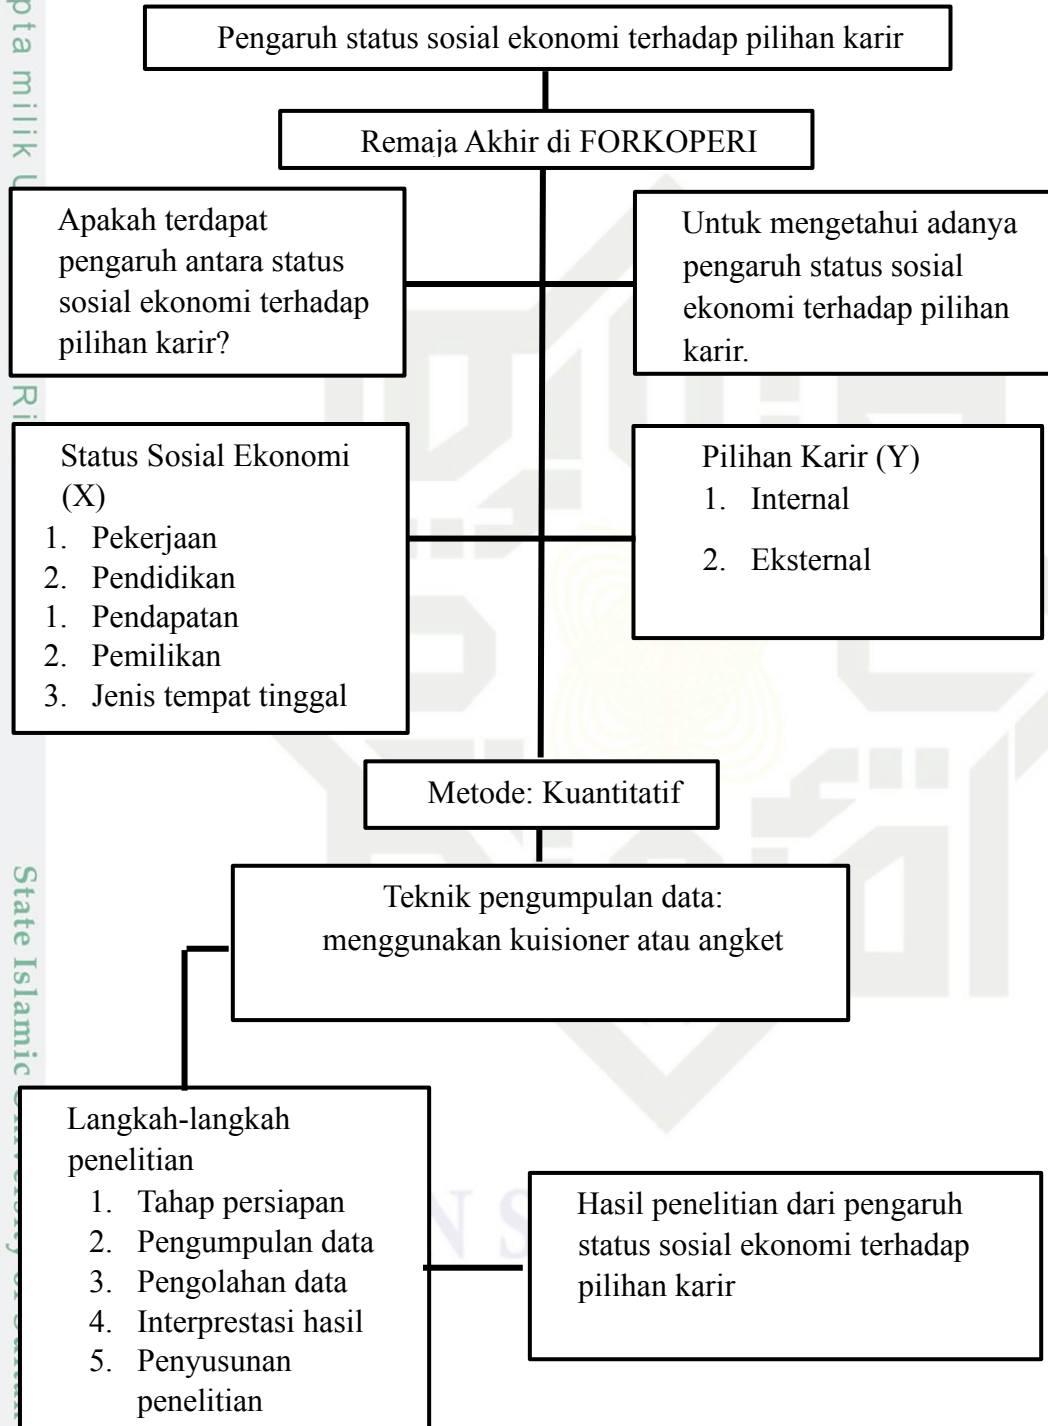 Pengaruh status sosial ekonomi terhadap pilihan karir
Remaja Akhir di FORKOPERI
Apakah terdapat
pengaruh antara status
sosial ekonomi terhadap
pilihan karir?
Untuk mengetahui adanya
pengaruh status sosial
ekonomi terhadap pilihan
karir.
Status Sosial Ekonomi
(X)
1. Pekerjaan
2. Pendidikan
1. Pendapatan
2. Pemilikan
3. Jenis tempat tinggal
Pilihan Karir (Y)
1. Internal
2. Eksternal
Metode: Kuantitatif
Teknik pengumpulan data:
menggunakan kuisioner atau angket
Langkah-langkah
penelitian
1. Tahap persiapan
2. Pengumpulan data
3. Pengolahan data
4. Interprestasi hasil
5. Penyusunan
penelitian
Hasil penelitian dari pengaruh
status sosial ekonomi terhadap
pilihan karir
milik
State Islamic
N S